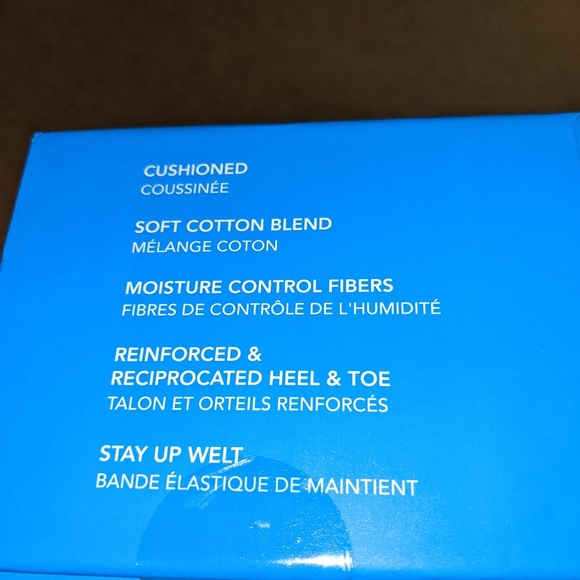 CUSHIONED
COUSSINÉE
SOFT COTTON BLEND
MÉLANGE COTON
MOISTURE CONTROL FIBERS
FIBRES DE CONTRÔLE DE L'HUMIDITÉ
REINFORCED &
RECIPROCATED HEEL & TOE
TALON ET ORTEILS RENFORCÉS
STAY UP WELT
BANDE ÉLASTIQUE DE MAINTIENT